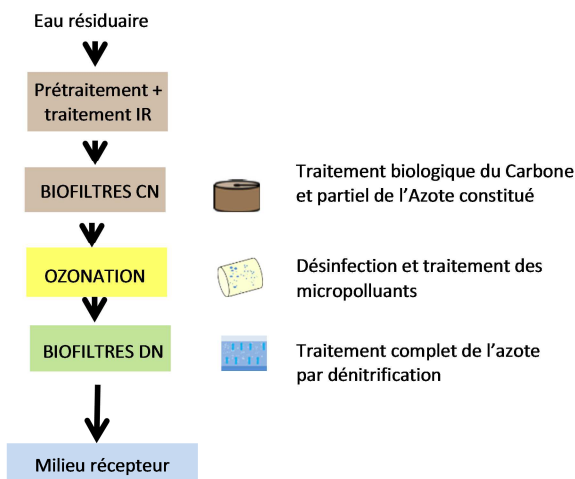 Eau résiduaire
Prétraitement +
traitement IR
BIOFILTRES CN
Traitement biologique du Carbone
et partiel de l'Azote constitué
OZONATION
Désinfection et traitement des
micropolluants
BIOFILTRES DN
Traitement complet de l'azote
par dénitrification
Milieu récepteur